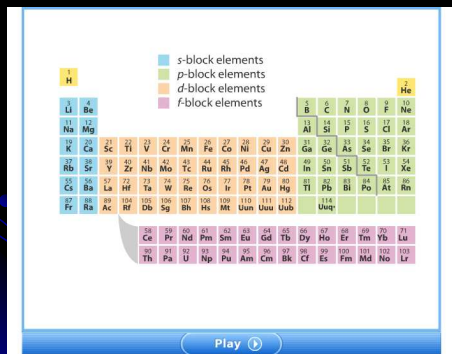 s-block elements
p-block elements
d-block elements
f-block elements
1 2
H He
3 4 5 6 7 8 9 10
Li Be B C N O F Ne
11 12 13 14 15 16 17 18
Na Mg Al Si P S Cl Ar
19 20 21 22 23 24 25 26 27 28 29 30 31 32 33 34 35 36
K Ca Sc Ti V Cr Mn Fe Co Ni Cu Zn Ga Ge As Se Br Kr
37 38 39 40 41 42 43 44 45 46 47 48 49 50 51 52 53 54
Rb Sr Y Zr Nb Mo Tc Ru Rh Pd Ag Cd In Sn Sb Te I Xe
55 56 57 72 73 74 75 76 77 78 79 80 81 82 83 84 85 86
Cs Ba La Hf Ta W Re Os Ir Pt Au Hg Tl Pb Bi Po At Rn
87 88 89 104 105 106 107 108 109 110 111 112 114
Fr Ra Ac Rf Db Sg Bh Hs Mt Uun Uuu Uub Uuq
58 59 60 61 62 63 64 65 66 67 68 69 70 71
Ce Pr Nd Pm Sm Eu Gd Tb Dy Ho Er Tm Yb Lu
90 91 92 93 94 95 96 97 98 99 100 101 102 103
Th Pa U Np Pu Am Cm Bk Cf Es Fm Md No Lr
Play